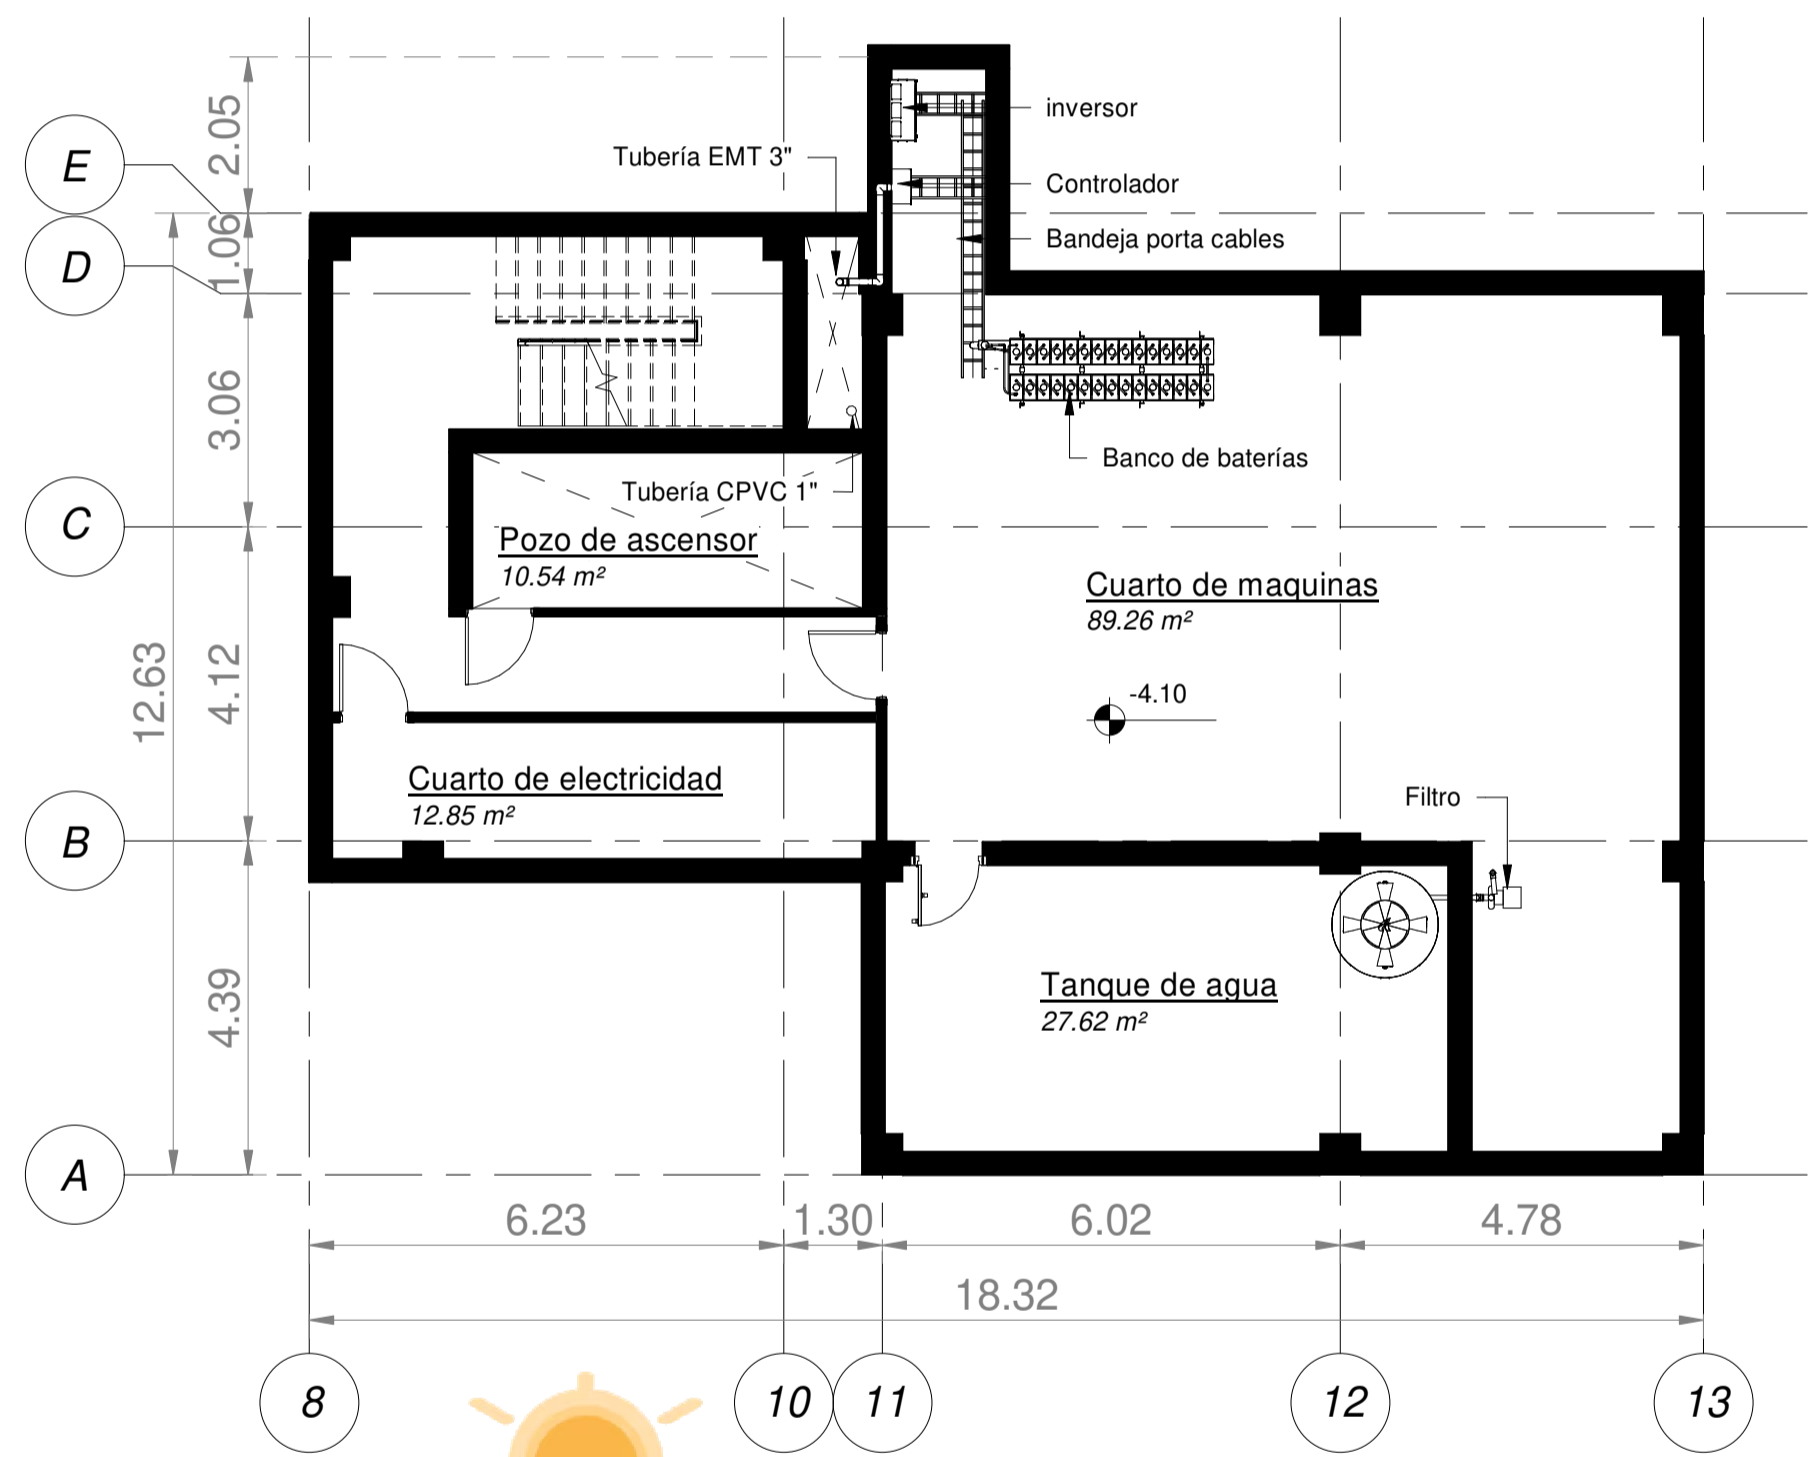 inversor
Tubería EMT 3"
Controlador
Bandeja porta cables
E
2.05
1.06
D
3.06
Banco de baterías
Tubería CPVC 1"
C
Pozo de ascensor
10.54 m²
Cuarto de maquinas
89.26 m²
12.63
4.12
-4.10
Cuarto de electricidad
12.85 m²
Filtro
B
4.39
Tanque de agua
27.62 m²
A
6.23
1.30
6.02
4.78
18.32
8
10
11
12
13